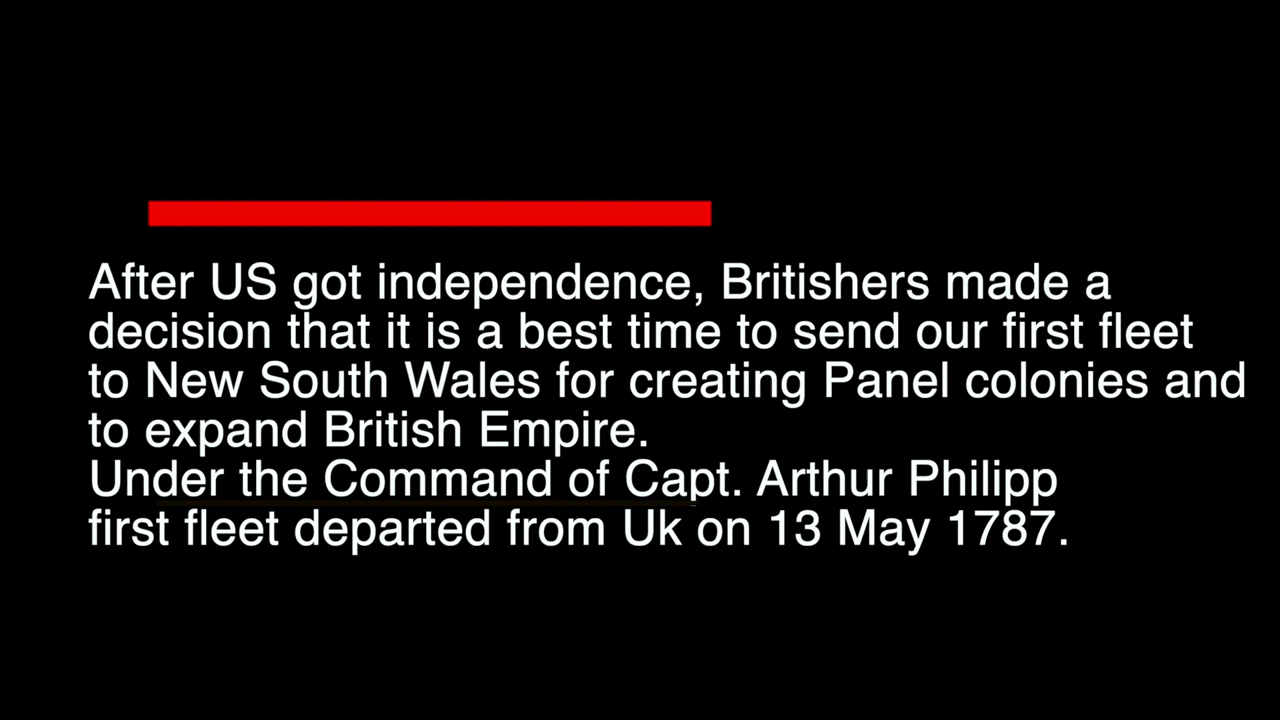 After US got independence, Britishers made a
decision that it is a best time to send our first fleet
to New South Wales for creating Panel colonies and
to expand British Empire.
Under the Command of Capt. Arthur Philipp
first fleet departed from Uk on 13 May 1787.